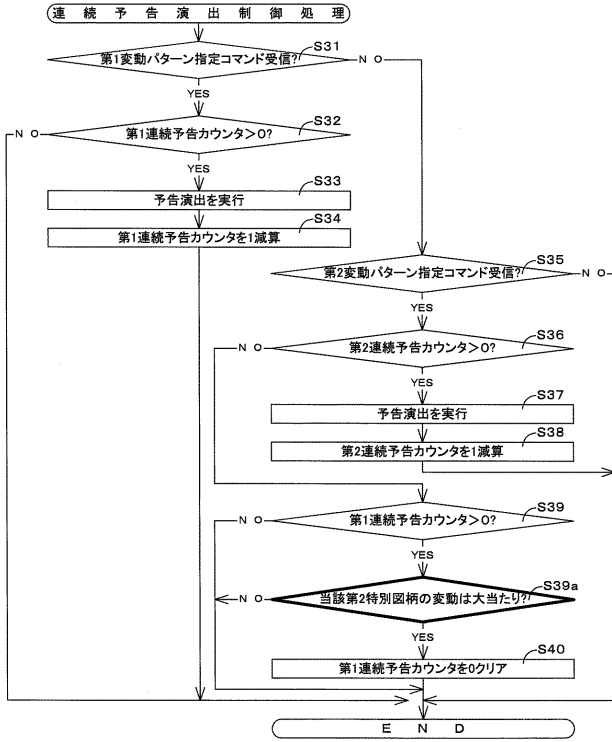 連続予告演出制御処理
S31
第1変動パターン指定コマンド受信?
NO
YES
S32
NO
第1連続予告カウンタ>0?
YES
S33
予告演出を実行
S34
第1連続予告カウンタを1減算
S35
第2変動パターン指定コマンド受信?
NO
YES
S36
NO
第2連続予告カウンタ>0?
YES
S37
予告演出を実行
S38
第2連続予告カウンタを1減算
S39
NO
第1連続予告カウンタ>0?
YES
S39a
NO
当該第2特別図柄の変動は大当たり?
YES
S40
第1連続予告カウンタを0クリア
END